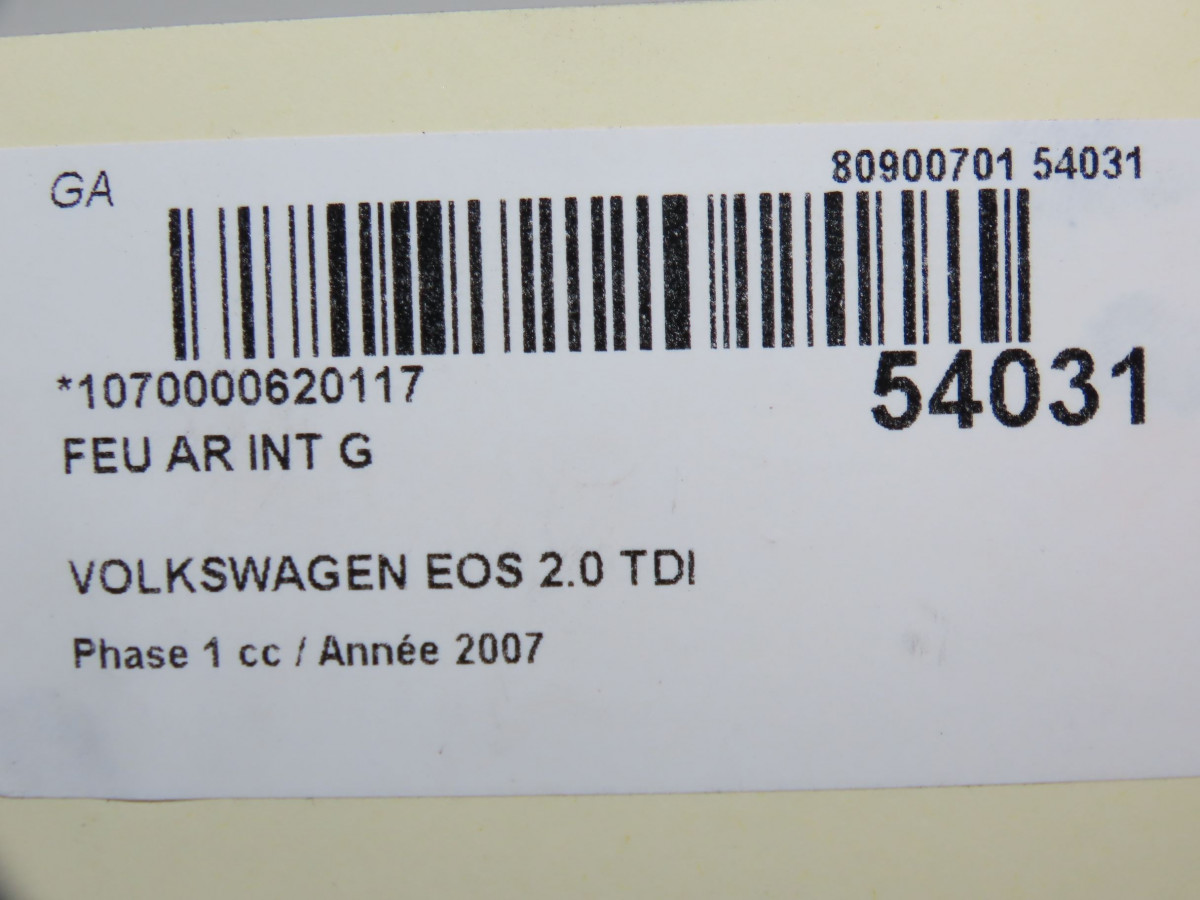 GA
80900701 54031
*1070000620117
54031
FEU AR INT G
VOLKSWAGEN EOS 2.0 TDI
Phase 1 cc / Année 2007